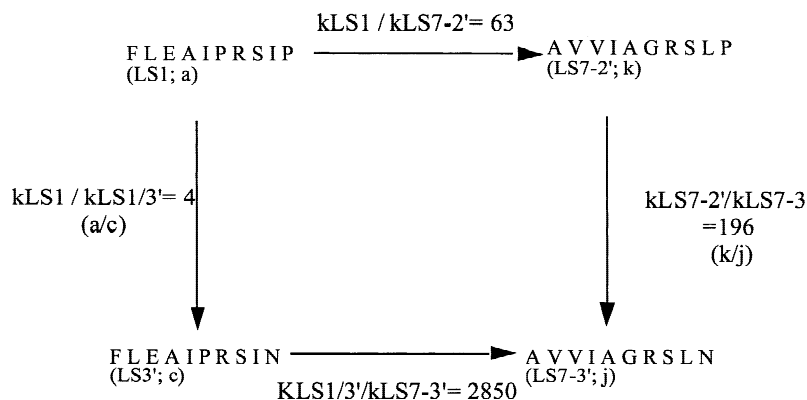 kLS1 / kLS7-2'= 63
F L E A I P R S I P
(LS1; a)
A V V I A G R S L P
(LS7-2'; k)
kLS1 / kLS1/3'= 4
(a/c)
kLS7-2'/kLS7-3
=196
(k/j)
F L E A I P R S I N
(LS3'; c)
A V V I A G R S L N
(LS7-3'; j)
KLS1/3'/kLS7-3'= 2850